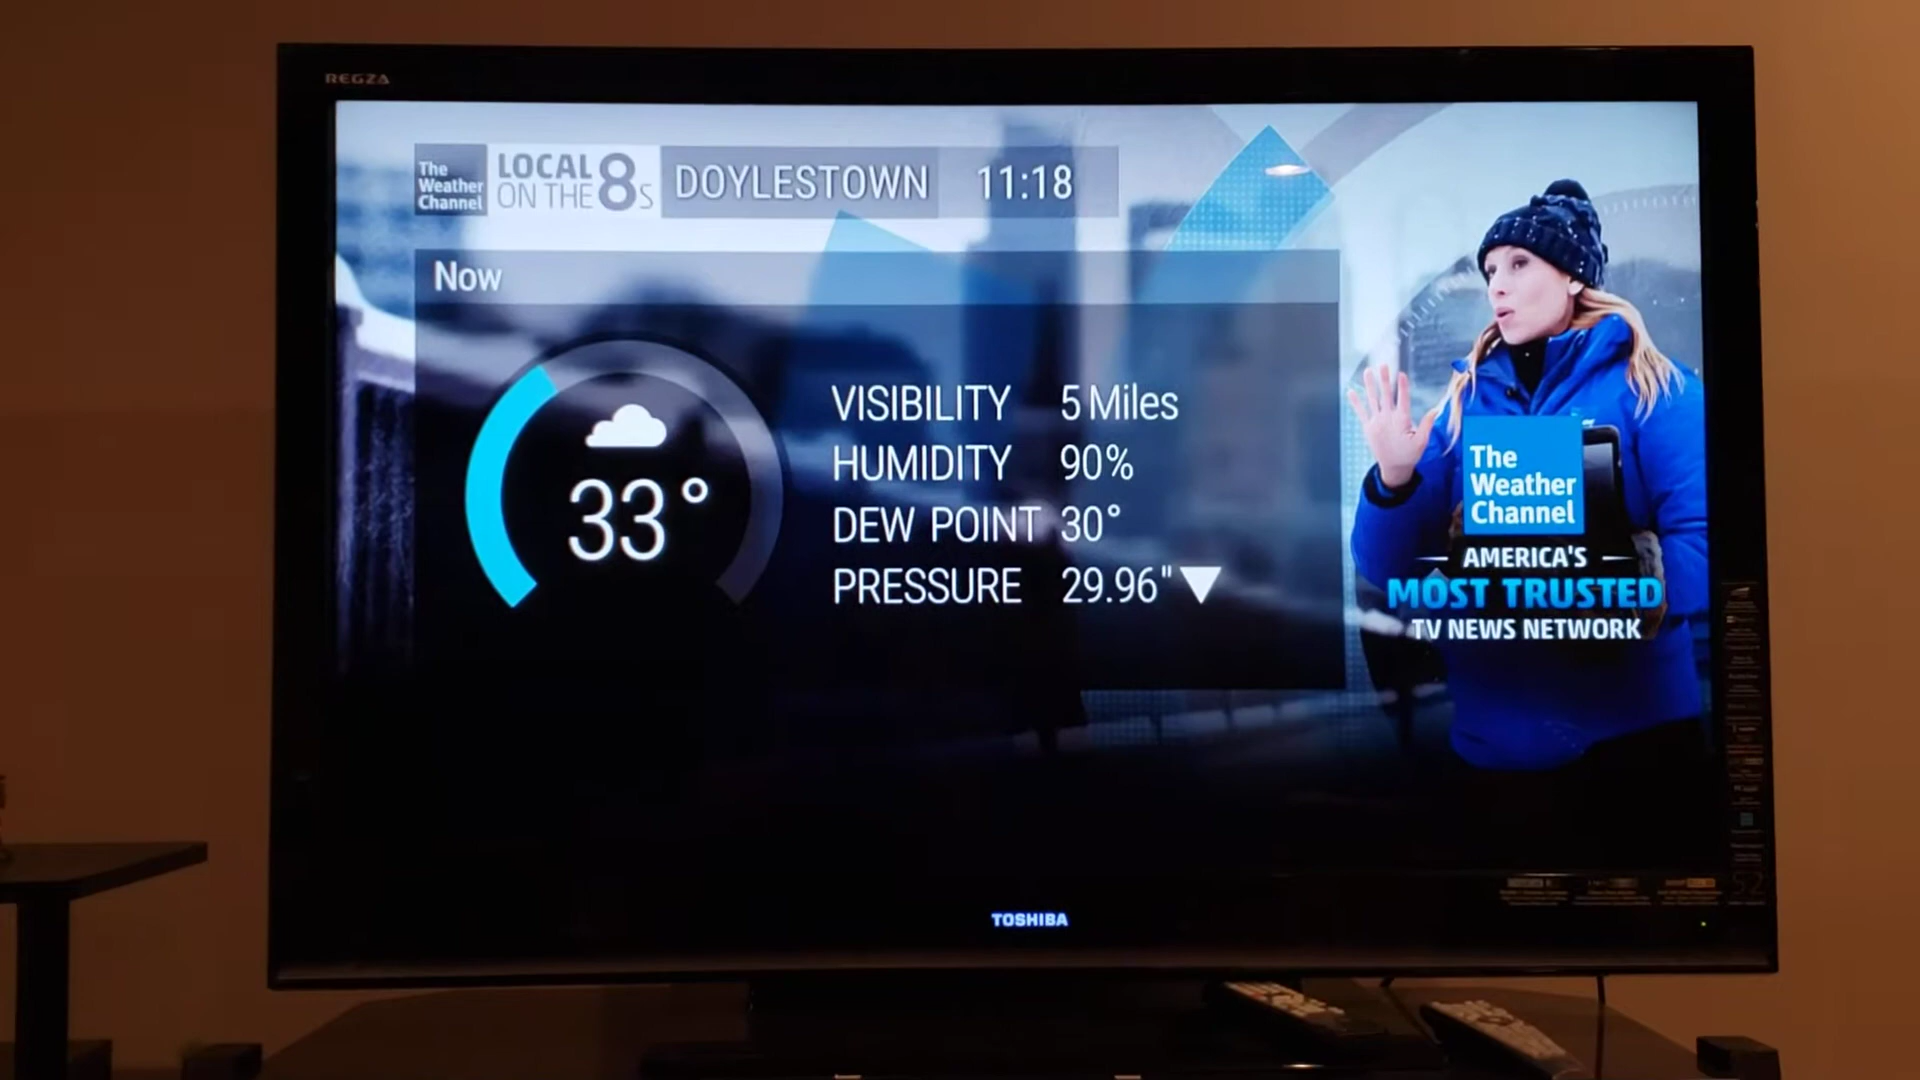 REGZA
The
Weather
Channel
LOCAL
ON THE 8s
DOYLESTOWN
11:18
Now
33°
VISIBILITY 5 Miles
HUMIDITY 90%
DEW POINT 30°
PRESSURE 29.96"
The
Weather
Channel
AMERICA'S
MOST TRUSTED
TV NEWS NETWORK
52
TOSHIBA